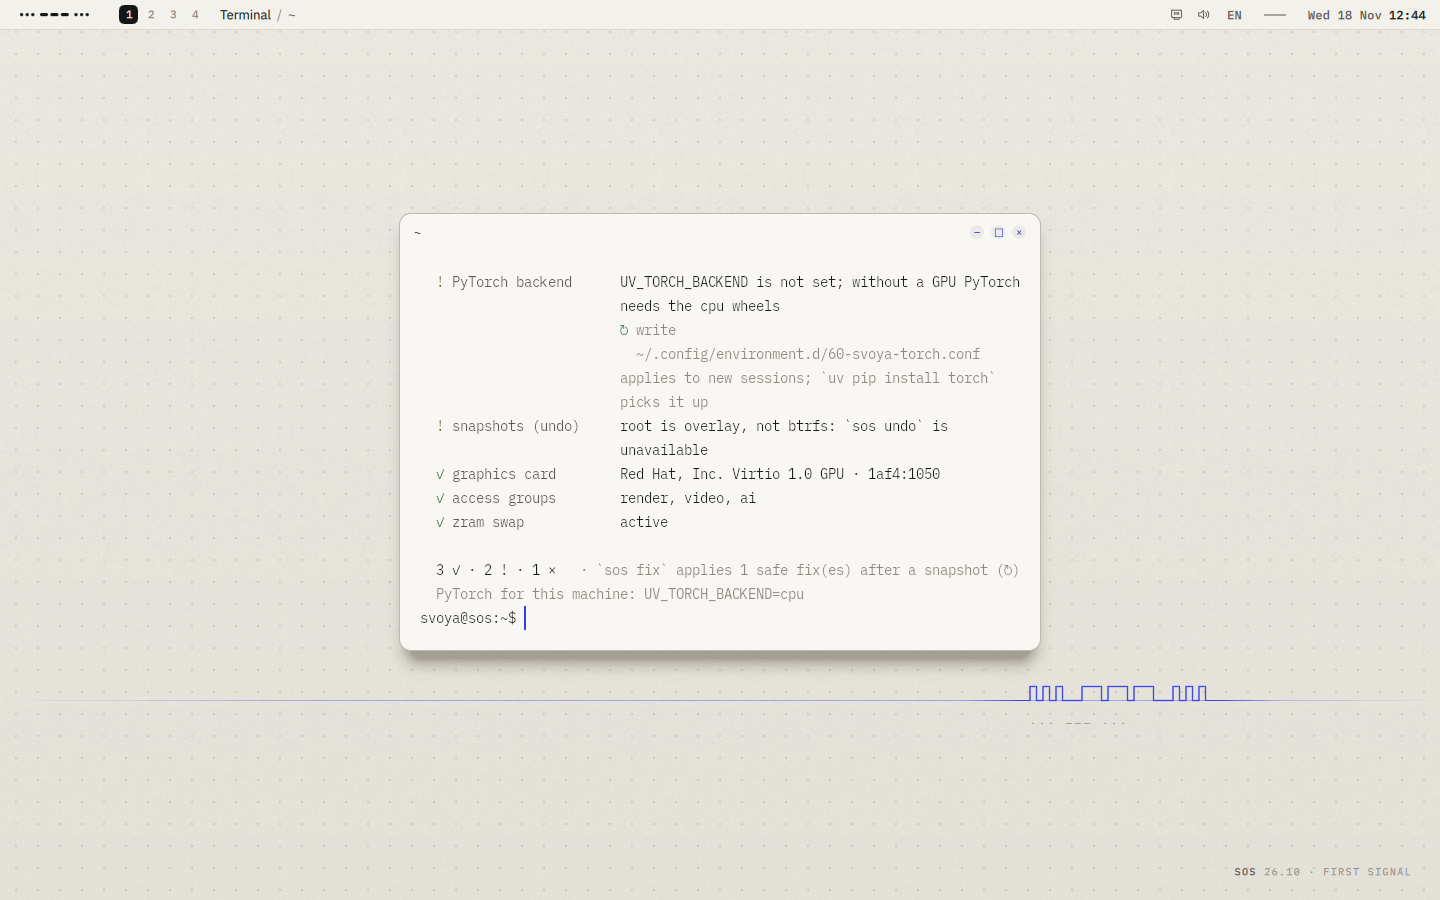 1 2 3 4 Terminal / ~ EN Wed 18 Nov 12:44
~
! PyTorch backend UV_TORCH_BACKEND is not set; without a GPU PyTorch
needs the cpu wheels
↻ write
~/.config/environment.d/60-svoya-torch.conf
applies to new sessions; `uv pip install torch`
picks it up
! snapshots (undo) root is overlay, not btrfs: `sos undo` is
unavailable
✓ graphics card Red Hat, Inc. Virtio 1.0 GPU · 1af4:1050
✓ access groups render, video, ai
✓ zram swap active
3 ✓ · 2 ! · 1 × · `sos fix` applies 1 safe fix(es) after a snapshot (↻)
PyTorch for this machine: UV_TORCH_BACKEND=cpu
svoya@sos:~$
··· ——— ···
SOS 26.10 · FIRST SIGNAL